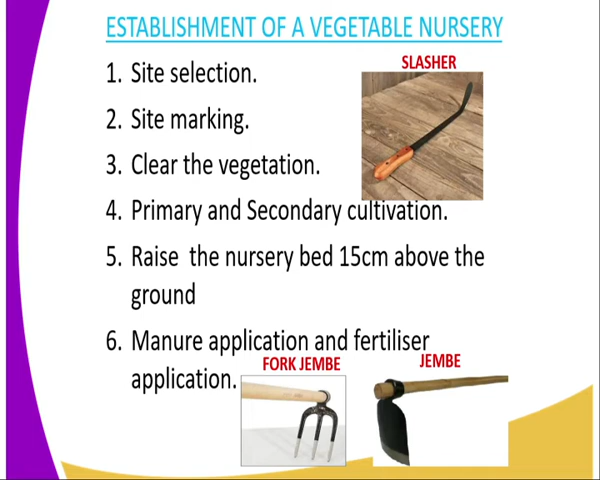 ESTABLISHMENT OF A VEGETABLE NURSERY
SLASHER
1. Site selection.
2. Site marking.
3. Clear the vegetation.
4. Primary and Secondary cultivation.
5. Raise the nursery bed 15cm above the
ground
6. Manure application and fertiliser
application.
FORK JEMBE
JEMBE